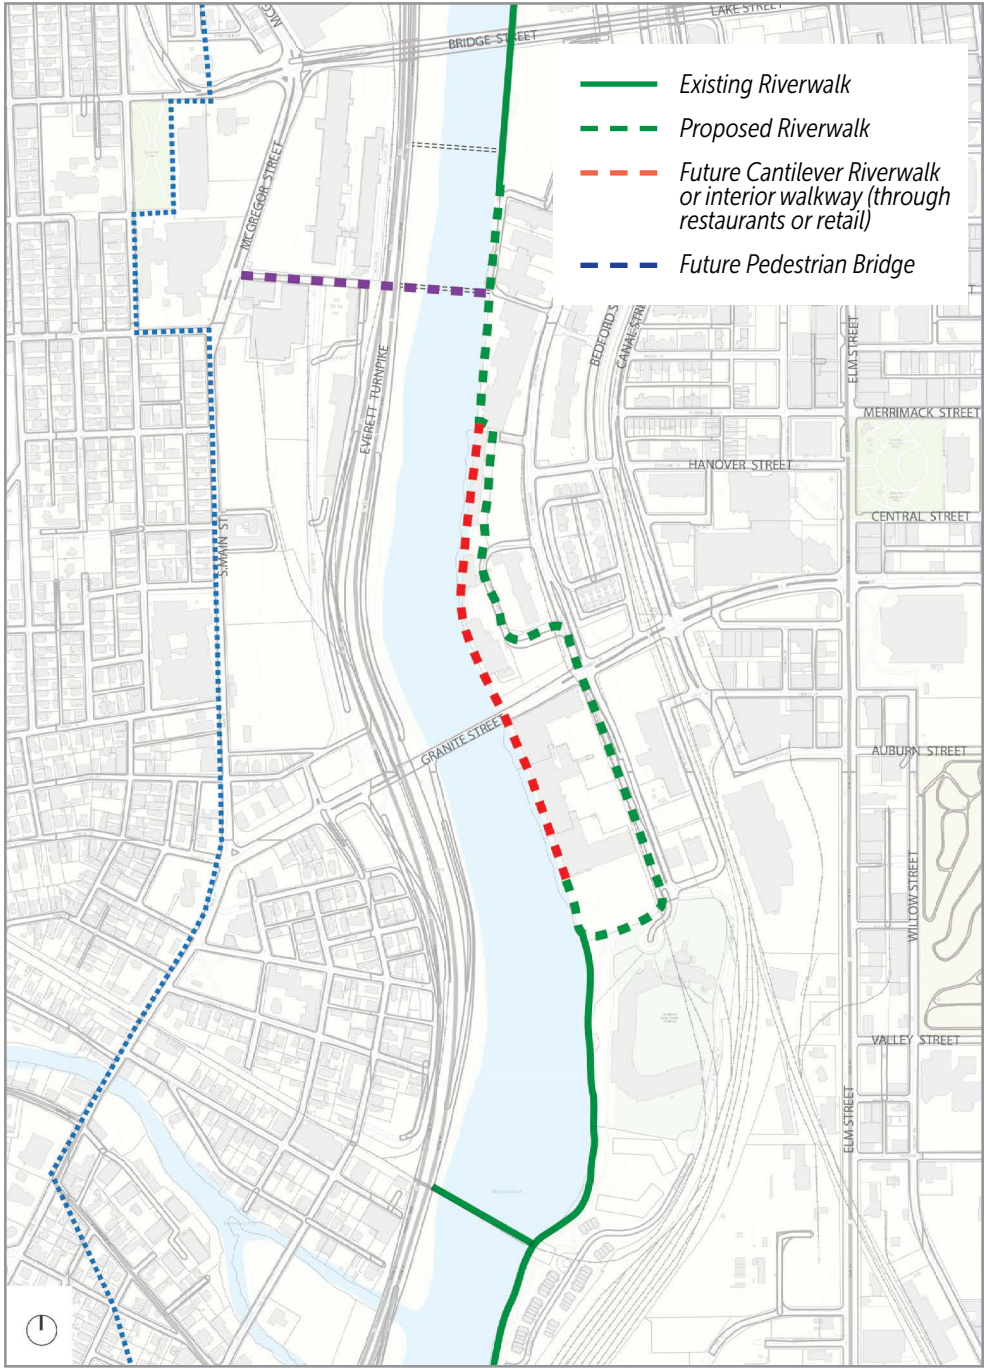 LAKE STREET
BRIDGE STREET
Existing Riverwalk
Proposed Riverwalk
Future Cantilever Riverwalk
or interior walkway (through
restaurants or retail)
Future Pedestrian Bridge
MCGREGOR STREET
BEDFORD S
CANAL STRE
EVERETT TURNPIKE
ELM STREET
MERRIMACK STREET
HANOVER STREET
CENTRAL STREET
S.MAIN ST
GRANITE STREET
AUBURN STREET
WILLOW STREET
VALLEY STREET
ELM STREET